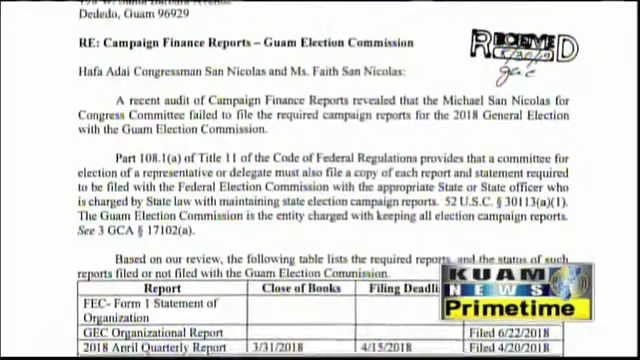 Dededo, Guam 96929
RE: Campaign Finance Reports – Guam Election Commission
RECEIVED
Hafa Adai Congressman San Nicolas and Ms. Faith San Nicolas:
A recent audit of Campaign Finance Reports revealed that the Michael San Nicolas for
Congress Committee failed to file the required campaign reports for the 2018 General Election
with the Guam Election Commission.
Part 108.1(a) of Title 11 of the Code of Federal Regulations provides that a committee for
election of a representative or delegate must also file a copy of each report and statement required
to be filed with the Federal Election Commission with the appropriate State or State officer who
is charged by State law with maintaining state election campaign reports. 52 U.S.C. § 30113(a)(1).
The Guam Election Commission is the entity charged with keeping all election campaign reports.
See 3 GCA § 17102(a).
Based on our review, the following table lists the required reports, and the status of such
reports filed or not filed with the Guam Election Commission.
Report Close of Books Filing Deadli
FEC- Form 1 Statement of
Organization
GEC Organizational Report Filed 6/22/2018
2018 April Quarterly Report 3/31/2018 4/15/2018 Filed 4/20/2018
KUAM
NEWS
Primetime